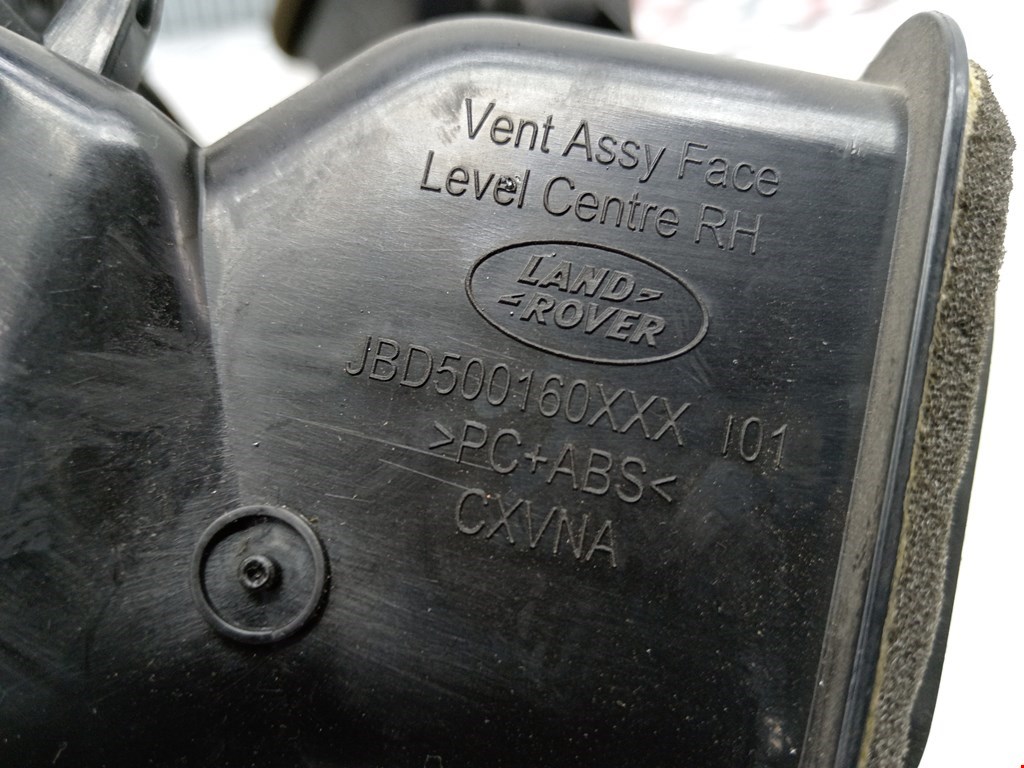 Vent Assy Face
Level Centre RH
LAND
ROVER
JBD500160XXX I01
>PC+ABS<
CXVNA